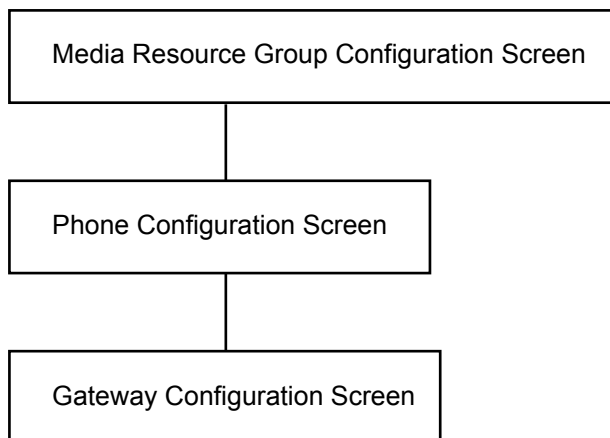 Media Resource Group Configuration Screen
Phone Configuration Screen
Gateway Configuration Screen